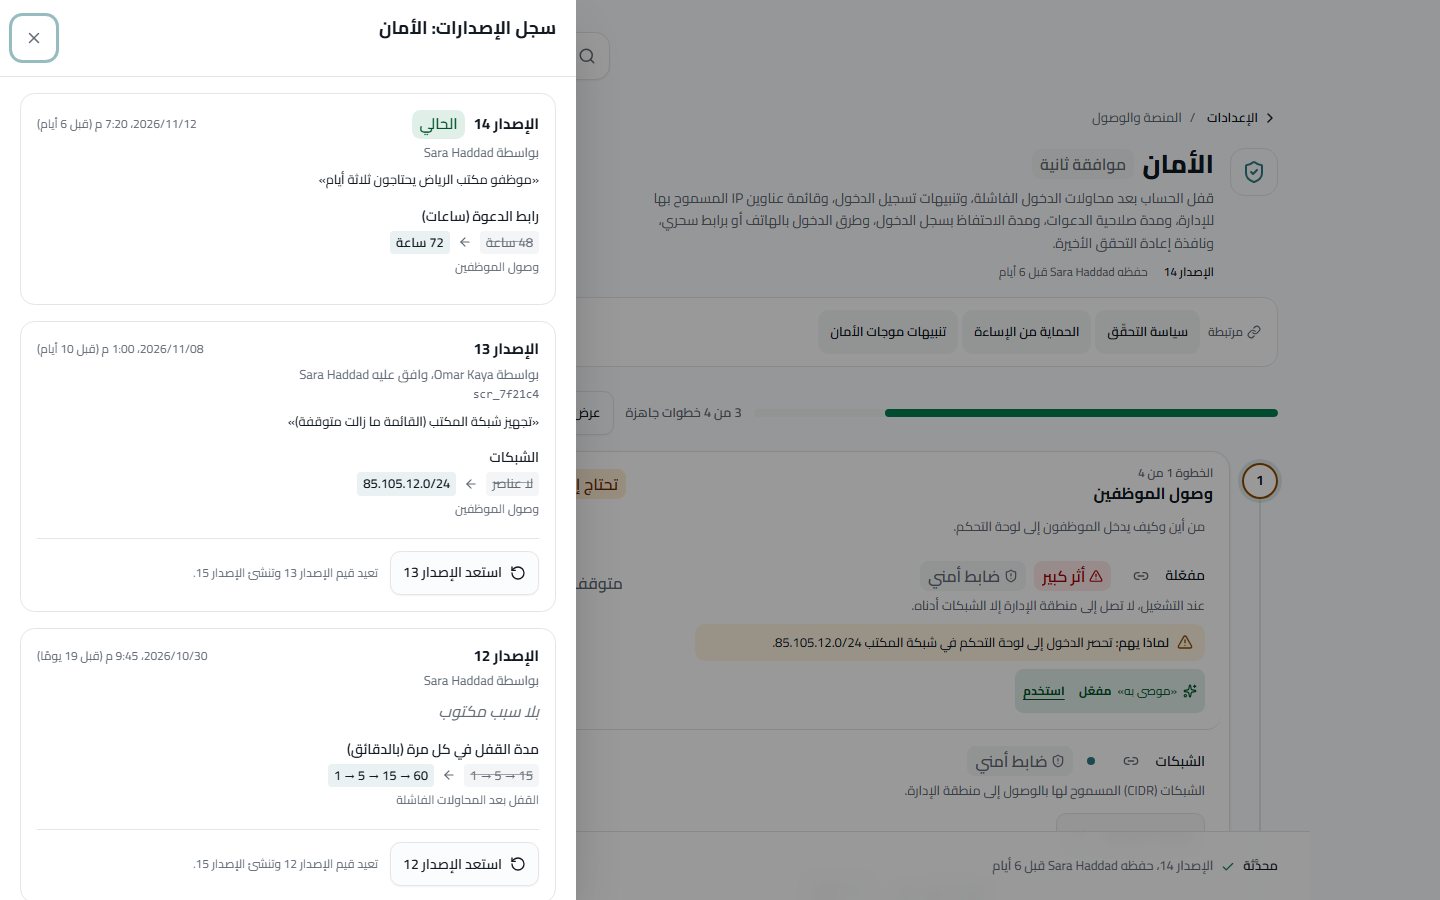 سجل الإصدارات: الأمان
الإصدار 14 الحالي
2026/11/12، 7:20 م (قبل 6 أيام)
بواسطة Sara Haddad
«موظفو مكتب الرياض يحتاجون ثلاثة أيام»
رابط الدعوة (ساعات)
48 ساعة ← 72 ساعة
وصول الموظفين
الإصدار 13
2026/11/08، 1:00 م (قبل 10 أيام)
بواسطة Omar Kaya، وافق عليه Sara Haddad
scr_7f21c4
«تجهيز شبكة المكتب (القائمة ما زالت متوقفة)»
الشبكات
لا عناصر ← 85.105.12.0/24
وصول الموظفين
استعد الإصدار 13
تعيد قيم الإصدار 13 وتنشئ الإصدار 15.
الإصدار 12
2026/10/30، 9:45 م (قبل 19 يومًا)
بواسطة Sara Haddad
بلا سبب مكتوب
مدة القفل في كل مرة (بالدقائق)
1 → 5 → 15 ← 1 → 5 → 15 → 60
القفل بعد المحاولات الفاشلة
استعد الإصدار 12
تعيد قيم الإصدار 12 وتنشئ الإصدار 15.
الإعدادات / المنصة والوصول
الأمان موافقة ثانية
قفل الحساب بعد محاولات الدخول الفاشلة، وتنبيهات تسجيل الدخول، وقائمة عناوين IP المسموح بها
للإدارة، ومدة صلاحية الدعوات، ومدة الاحتفاظ بسجل الدخول، وطرق الدخول بالهاتف أو برابط سحري،
ونافذة إعادة التحقق الأخيرة.
الإصدار 14 حفظه Sara Haddad قبل 6 أيام
مرتبطة سياسة التحقّق الحماية من الإساءة تنبيهات موجات الأمان
3 من 4 خطوات جاهزة
عرض
1
الخطوة 1 من 4
وصول الموظفين
تحتاج
من أين وكيف يدخل الموظفون إلى لوحة التحكم.
مفعّلة أثر كبير ضابط أمني
عند التشغيل، لا تصل إلى منطقة الإدارة إلا الشبكات أدناه.
لماذا يهم: تحصر الدخول إلى لوحة التحكم في شبكة المكتب 85.105.12.0/24.
«موصى به» مفعّل استخدم
الشبكات ضابط أمني
الشبكات (CIDR) المسموح لها بالوصول إلى منطقة الإدارة.
محدّثة الإصدار 14، حفظه Sara Haddad قبل 6 أيام